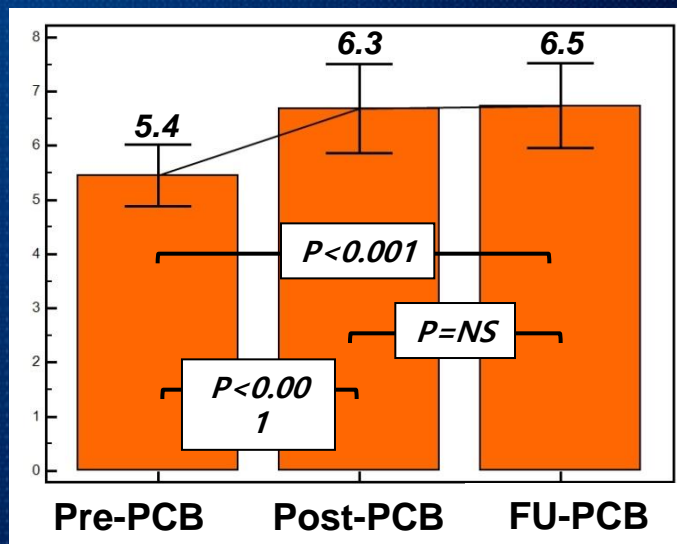 8
7
6
5
4
3
2
1
0
5.4
6.3
6.5
P<0.001
P=NS
P<0.00
1
Pre-PCB
Post-PCB
FU-PCB